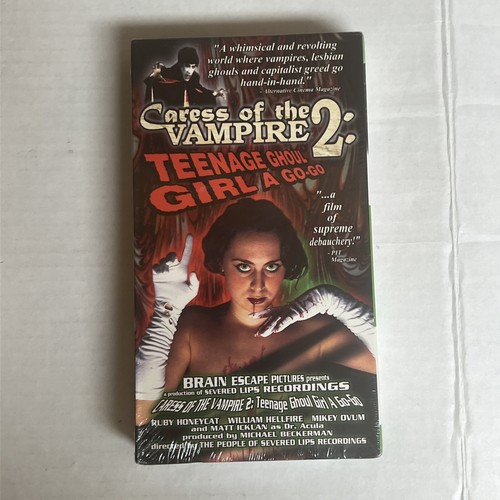 "A whimsical and revolting
world where vampires, lesbian
ghouls and capitalist greed go
hand-in-hand."
- Alternative Cinema Magazine
Caress of the
VAMPIRE 2:
TEENAGE GHOUL
GIRL A GO-GO
"...a
film
of
supreme
debauchery!"
- PIT
Magazine
BRAIN ESCAPE PICTURES presents
a production of SEVERED LIPS RECORDINGS
CARESS OF THE VAMPIRE 2: Teenage Ghoul Girl A Go-Go
RUBY HONEYCAT WILLIAM HELLFIRE MIKEY OVUM
and MATT ICKLAN as Dr. Acula
produced by MICHAEL BECKERMAN
directed by THE PEOPLE OF SEVERED LIPS RECORDINGS